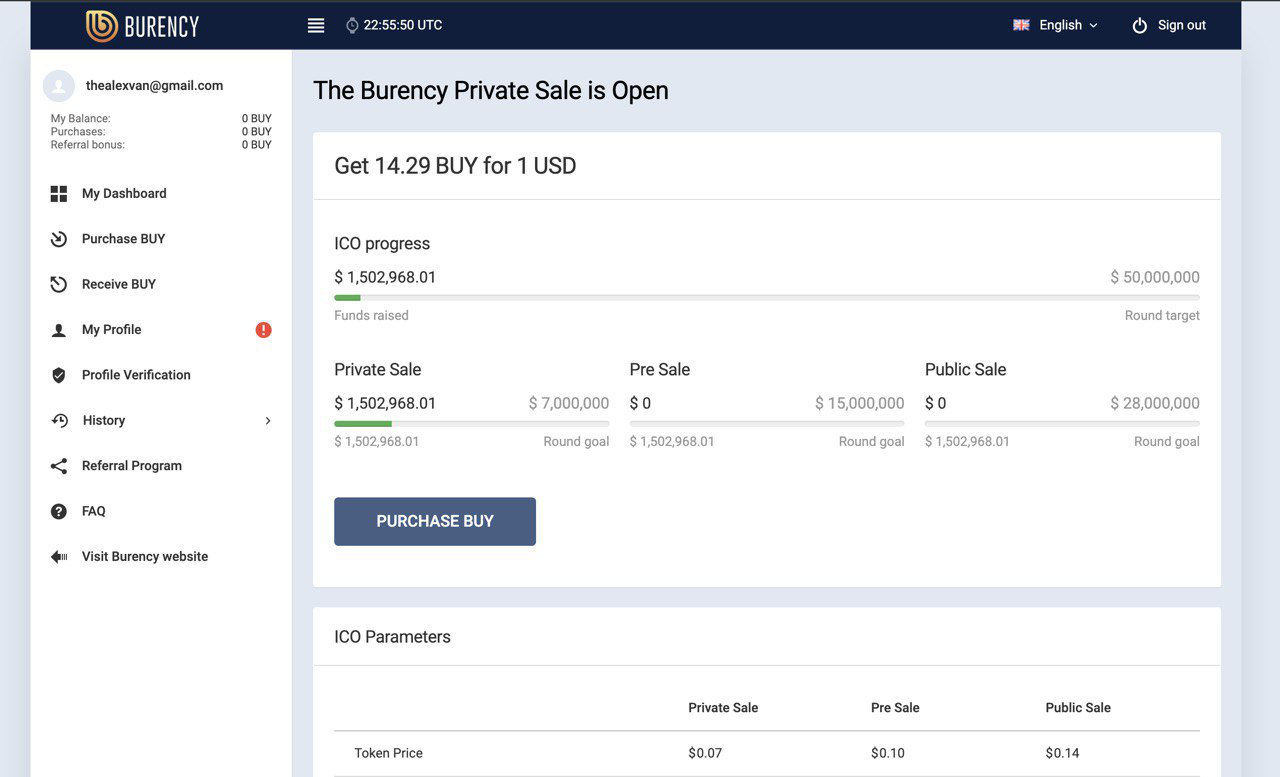 BURENCY
22:55:50 UTC
English
Sign out
thealexvan@gmail.com
My Balance: 0 BUY
Purchases: 0 BUY
Referral bonus: 0 BUY
My Dashboard
Purchase BUY
Receive BUY
My Profile
Profile Verification
History
Referral Program
FAQ
Visit Burency website
The Burency Private Sale is Open
Get 14.29 BUY for 1 USD
ICO progress
$ 1,502,968.01 $ 50,000,000
Funds raised Round target
Private Sale Pre Sale Public Sale
$ 1,502,968.01 $ 7,000,000 $ 0 $ 15,000,000 $ 0 $ 28,000,000
$ 1,502,968.01 Round goal $ 1,502,968.01 Round goal $ 1,502,968.01 Round goal
PURCHASE BUY
ICO Parameters
Private Sale Pre Sale Public Sale
Token Price $0.07 $0.10 $0.14